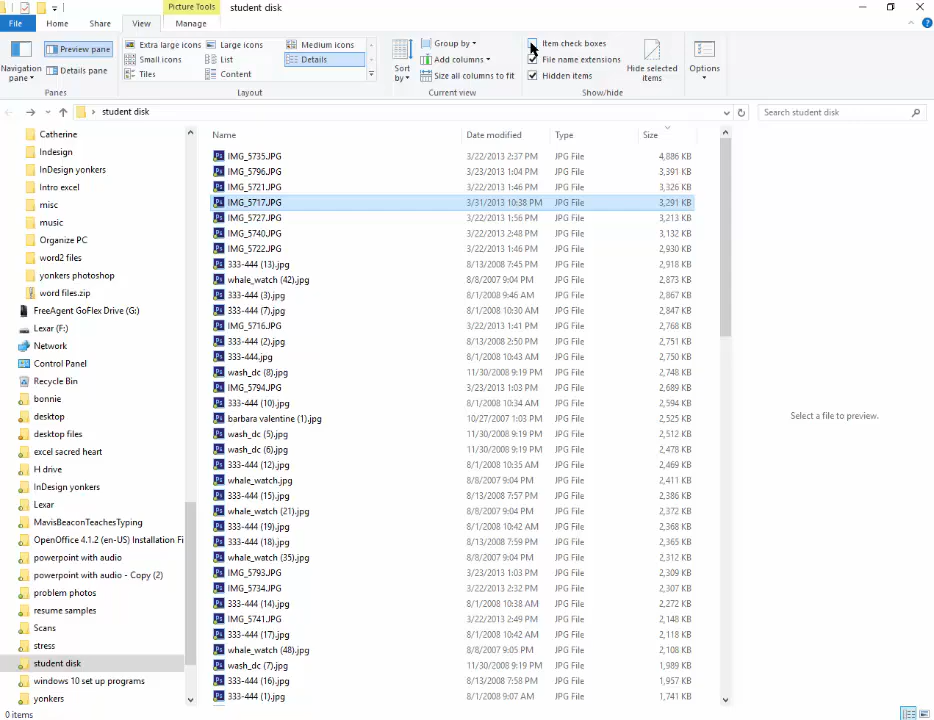 Picture Tools
student disk
File Home Share View Manage
Navigation pane
Preview pane
Details pane
Panes
Extra large icons Large icons Medium icons
Small icons List Details
Tiles Content
Layout
Sort by
Group by
Add columns
Size all columns to fit
Current view
Item check boxes
File name extensions
Hidden items
Hide selected items
Show/hide
Options
student disk
Search student disk
Catherine
Indesign
InDesign yonkers
Intro excel
misc
music
Organize PC
word2 files
yonkers photoshop
word files.zip
FreeAgent GoFlex Drive (G:)
Lexar (F:)
Network
Control Panel
Recycle Bin
bonnie
desktop
desktop files
excel sacred heart
H drive
InDesign yonkers
Lexar
MavisBeaconTeachesTyping
OpenOffice 4.1.2 (en-US) Installation Fi
powerpoint with audio
powerpoint with audio - Copy (2)
problem photos
resume samples
Scans
stress
student disk
windows 10 set up programs
yonkers
Name Date modified Type Size
IMG_5735.JPG 3/22/2013 2:37 PM JPG File 4,886 KB
IMG_5796.JPG 3/23/2013 1:04 PM JPG File 3,391 KB
IMG_5721.JPG 3/22/2013 1:46 PM JPG File 3,326 KB
IMG_5717.JPG 3/31/2013 10:38 PM JPG File 3,291 KB
IMG_5727.JPG 3/22/2013 1:56 PM JPG File 3,213 KB
IMG_5740.JPG 3/22/2013 2:48 PM JPG File 3,132 KB
IMG_5722.JPG 3/22/2013 1:46 PM JPG File 2,930 KB
333-444 (13).jpg 8/13/2008 7:45 PM JPG File 2,918 KB
whale_watch (42).jpg 8/8/2007 9:04 PM JPG File 2,873 KB
333-444 (3).jpg 8/1/2008 9:46 AM JPG File 2,867 KB
333-444 (7).jpg 8/1/2008 10:30 AM JPG File 2,847 KB
IMG_5716.JPG 3/22/2013 1:41 PM JPG File 2,768 KB
333-444 (2).jpg 8/13/2008 2:50 PM JPG File 2,751 KB
333-444.jpg 8/1/2008 10:43 AM JPG File 2,750 KB
wash_dc (8).jpg 11/30/2008 9:19 PM JPG File 2,748 KB
IMG_5794.JPG 3/23/2013 1:03 PM JPG File 2,689 KB
333-444 (10).jpg 8/1/2008 10:34 AM JPG File 2,594 KB
barbara valentine (1).jpg 10/27/2007 1:03 PM JPG File 2,525 KB
wash_dc (5).jpg 11/30/2008 9:19 PM JPG File 2,512 KB
wash_dc (6).jpg 11/30/2008 9:19 PM JPG File 2,478 KB
333-444 (12).jpg 8/1/2008 10:35 AM JPG File 2,469 KB
whale_watch.jpg 8/8/2007 9:04 PM JPG File 2,411 KB
333-444 (15).jpg 8/13/2008 7:57 PM JPG File 2,386 KB
whale_watch (21).jpg 8/8/2007 9:04 PM JPG File 2,372 KB
333-444 (19).jpg 8/1/2008 10:42 AM JPG File 2,368 KB
333-444 (18).jpg 8/13/2008 7:59 PM JPG File 2,365 KB
whale_watch (35).jpg 8/8/2007 9:04 PM JPG File 2,312 KB
IMG_5793.JPG 3/23/2013 1:03 PM JPG File 2,309 KB
IMG_5734.JPG 3/22/2013 2:32 PM JPG File 2,307 KB
333-444 (14).jpg 8/1/2008 10:38 AM JPG File 2,272 KB
IMG_5741.JPG 3/22/2013 2:49 PM JPG File 2,148 KB
333-444 (17).jpg 8/1/2008 10:42 AM JPG File 2,118 KB
whale_watch (48).jpg 8/8/2007 9:05 PM JPG File 2,108 KB
wash_dc (7).jpg 11/30/2008 9:19 PM JPG File 1,989 KB
333-444 (16).jpg 8/13/2008 7:58 PM JPG File 1,957 KB
333-444 (1).jpg 8/1/2008 9:07 AM JPG File 1,741 KB
Select a file to preview.
0 items